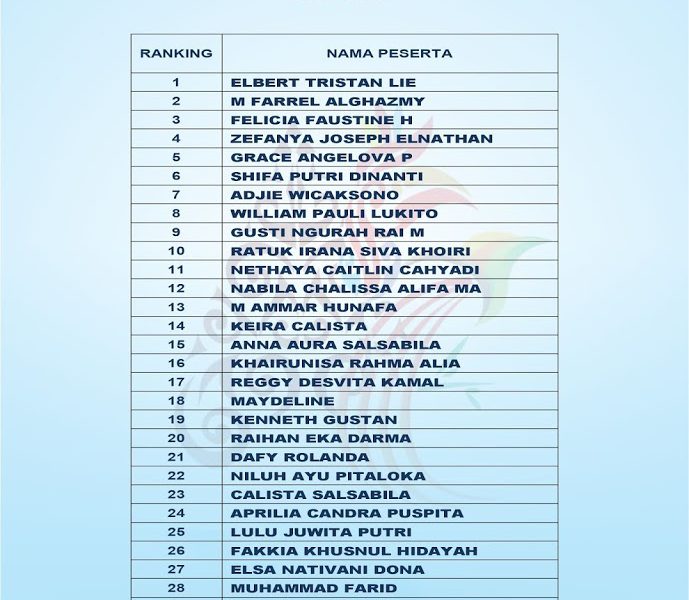 RANKING NAMA PESERTA
1 ELBERT TRISTAN LIE
2 M FARREL ALGHAZMY
3 FELICIA FAUSTINE H
4 ZEFANYA JOSEPH ELNATHAN
5 GRACE ANGELOVA P
6 SHIFA PUTRI DINANTI
7 ADJIE WICAKSONO
8 WILLIAM PAULI LUKITO
9 GUSTI NGURAH RAI M
10 RATUK IRANA SIVA KHOIRI
11 NETHAYA CAITLIN CAHYADI
12 NABILA CHALISSA ALIFA MA
13 M AMMAR HUNAFA
14 KEIRA CALISTA
15 ANNA AURA SALSABILA
16 KHAIRUNISA RAHMA ALIA
17 REGGY DESVITA KAMAL
18 MAYDELINE
19 KENNETH GUSTAN
20 RAIHAN EKA DARMA
21 DAFY ROLANDA
22 NILUH AYU PITALOKA
23 CALISTA SALSABILA
24 APRILIA CANDRA PUSPITA
25 LULU JUWITA PUTRI
26 FAKKIA KHUSNUL HIDAYAH
27 ELSA NATIVANI DONA
28 MUHAMMAD FARID